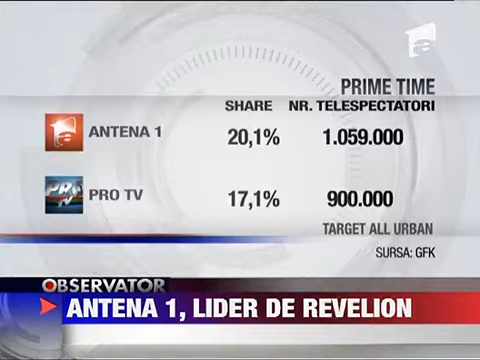 PRIME TIME
SHARE NR. TELESPECTATORI
ANTENA 1 20,1% 1.059.000
PRO TV 17,1% 900.000
TARGET ALL URBAN
SURSA: GFK
OBSERVATOR
ANTENA 1, LIDER DE REVELION